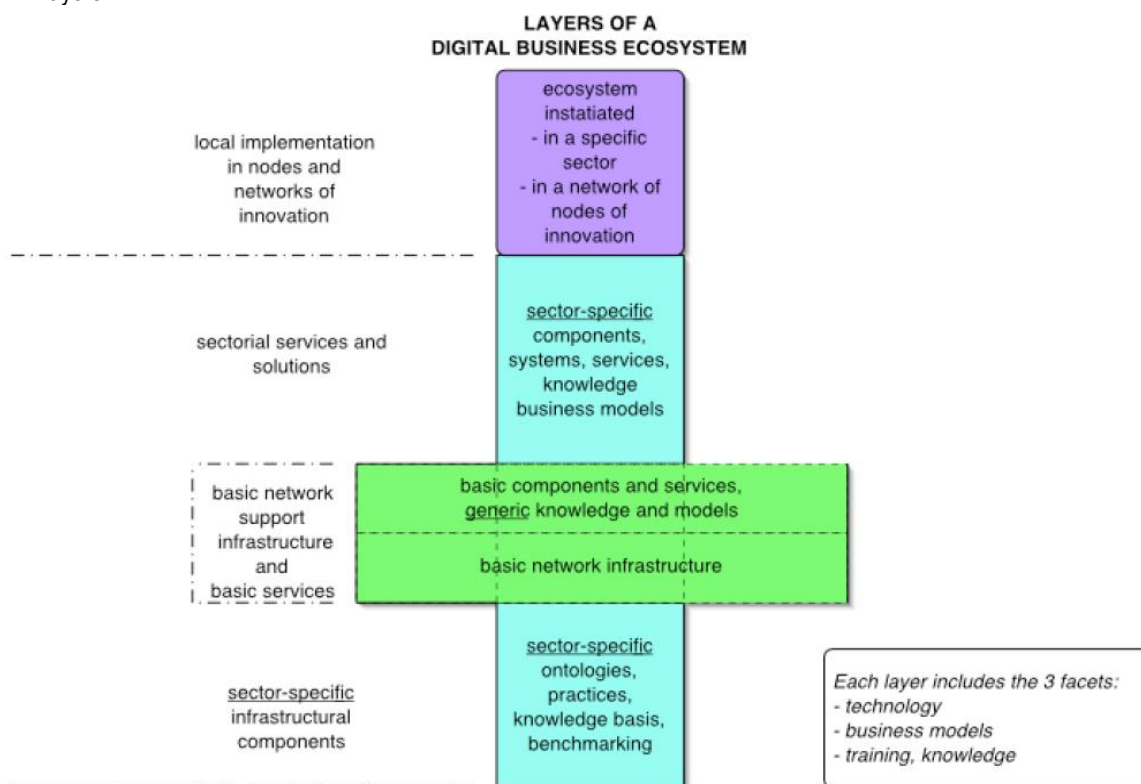 LAYERS OF A
DIGITAL BUSINESS ECOSYSTEM
local implementation
in nodes and
networks of
innovation
ecosystem
instatiated
- in a specific
sector
- in a network of
nodes of
innovation
sectorial services and
solutions
sector-specific
components,
systems, services,
knowledge
business models
basic network
support
infrastructure
and
basic services
basic components and services,
generic knowledge and models
basic network infrastructure
sector-specific
infrastructural
components
sector-specific
ontologies,
practices,
knowledge basis,
benchmarking
Each layer includes the 3 facets:
- technology
- business models
- training, knowledge